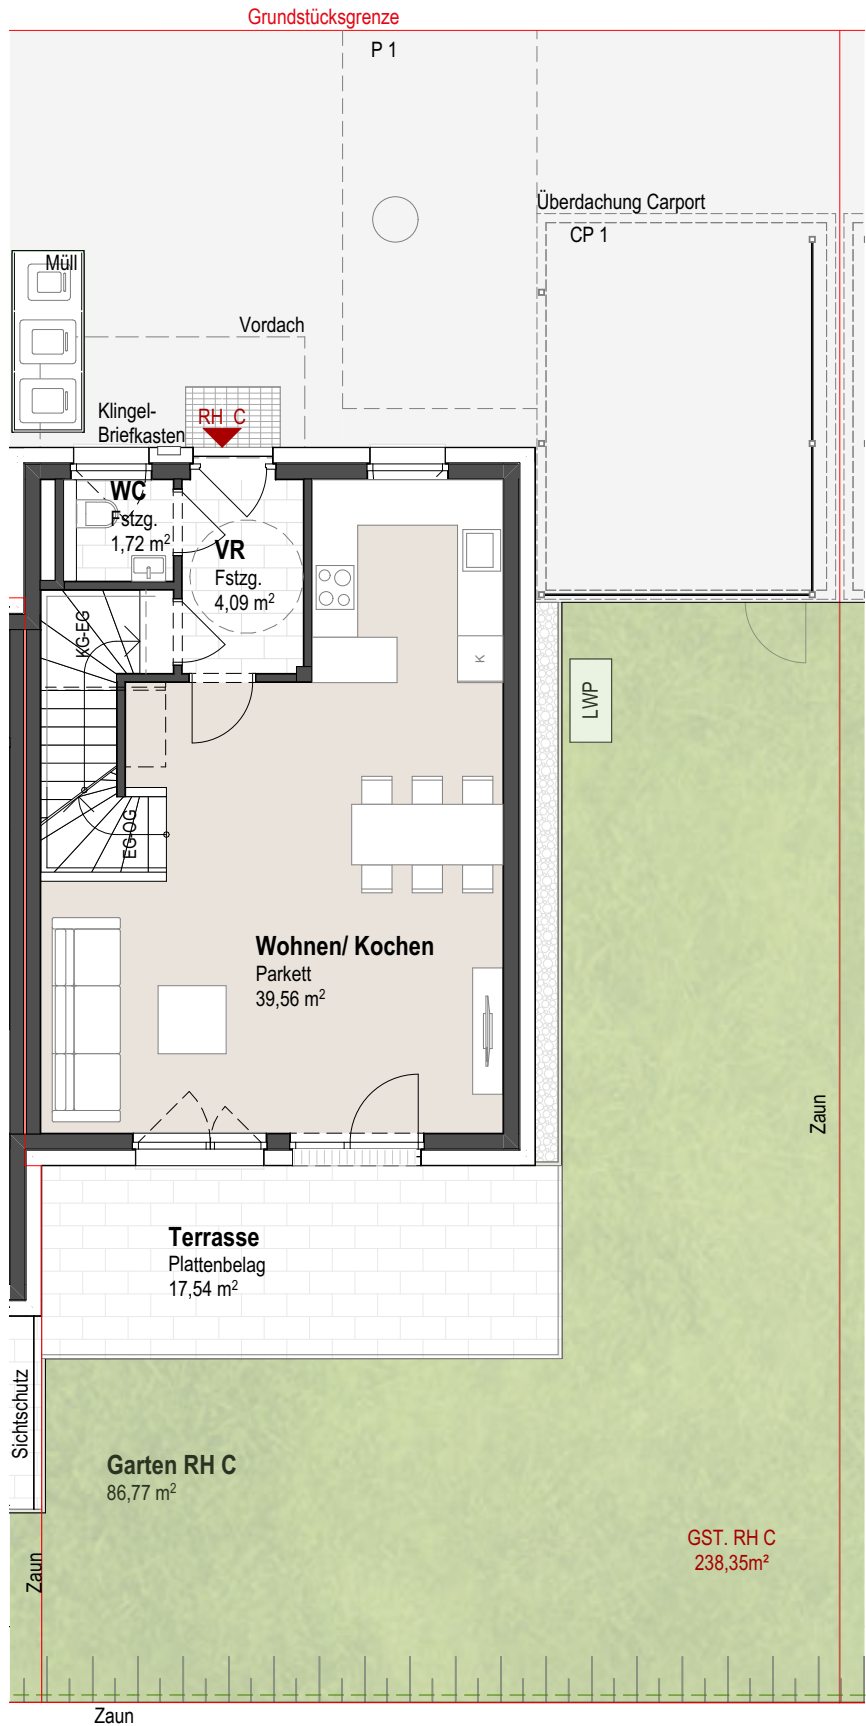 Grundstücksgrenze
P 1
Überdachung Carport
CP 1
Müll
Vordach
Klingel-
Briefkasten
RH C
WC
Fstzg.
1,72 m²
VR
Fstzg.
4,09 m²
KG-EG
K
LWP
EG-OG
Wohnen/ Kochen
Parkett
39,56 m²
Zaun
Terrasse
Plattenbelag
17,54 m²
Sichtschutz
Garten RH C
86,77 m²
GST. RH C
238,35m²
Zaun
Zaun